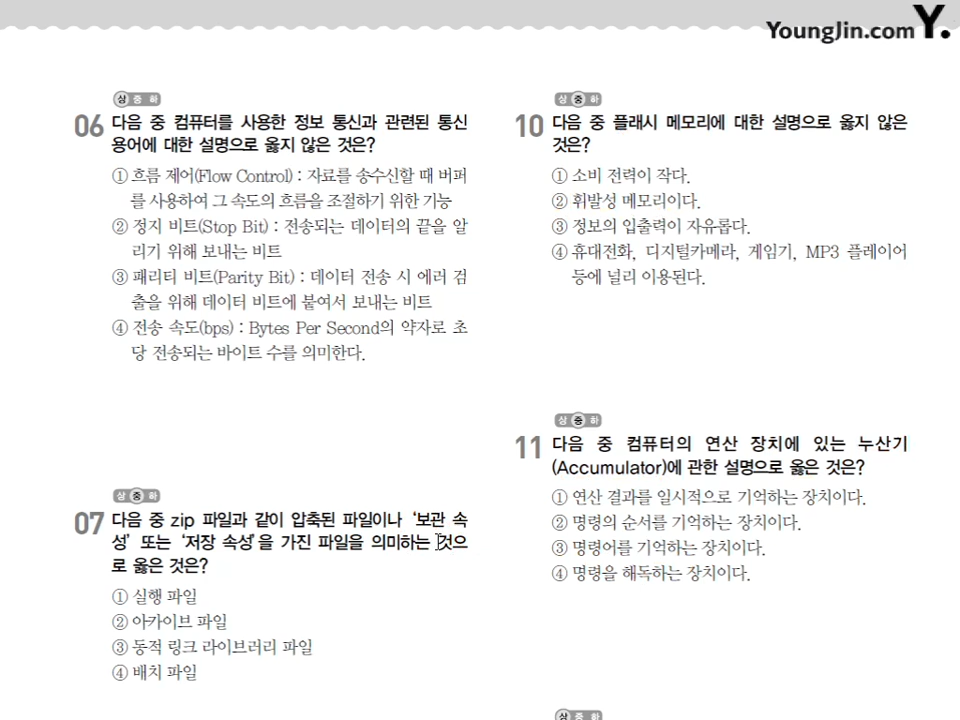 YoungJin.com Y.
상 중 하
06 다음 중 컴퓨터를 사용한 정보 통신과 관련된 통신
용어에 대한 설명으로 옳지 않은 것은?
① 흐름 제어(Flow Control) : 자료를 송수신할 때 버퍼
를 사용하여 그 속도의 흐름을 조절하기 위한 기능
② 정지 비트(Stop Bit) : 전송되는 데이터의 끝을 알
리기 위해 보내는 비트
③ 패리티 비트(Parity Bit) : 데이터 전송 시 에러 검
출을 위해 데이터 비트에 붙여서 보내는 비트
④ 전송 속도(bps) : Bytes Per Second의 약자로 초
당 전송되는 바이트 수를 의미한다.
상 중 하
07 다음 중 zip 파일과 같이 압축된 파일이나 ‘보관 속
성’ 또는 ‘저장 속성’을 가진 파일을 의미하는 것으
로 옳은 것은?
① 실행 파일
② 아카이브 파일
③ 동적 링크 라이브러리 파일
④ 배치 파일
상 중 하
10 다음 중 플래시 메모리에 대한 설명으로 옳지 않은
것은?
① 소비 전력이 작다.
② 휘발성 메모리이다.
③ 정보의 입출력이 자유롭다.
④ 휴대전화, 디지털카메라, 게임기, MP3 플레이어
등에 널리 이용된다.
상 중 하
11 다음 중 컴퓨터의 연산 장치에 있는 누산기
(Accumulator)에 관한 설명으로 옳은 것은?
① 연산 결과를 일시적으로 기억하는 장치이다.
② 명령의 순서를 기억하는 장치이다.
③ 명령어를 기억하는 장치이다.
④ 명령을 해독하는 장치이다.
상 중 하